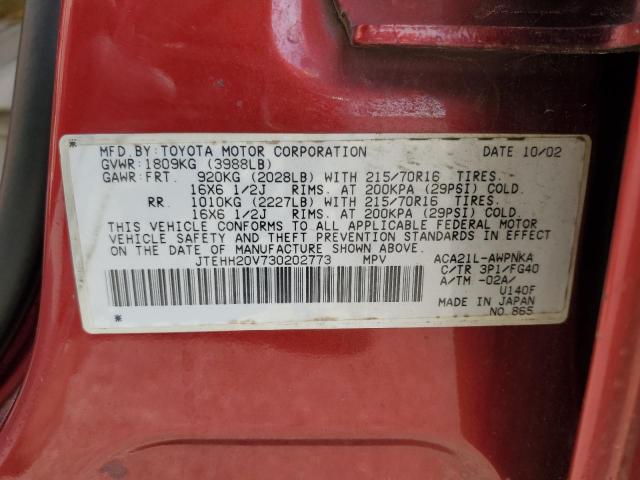 MFD. BY: TOYOTA MOTOR CORPORATION DATE 10/02
GVWR: 1809KG (3988LB)
GAWR: FRT. 920KG (2028LB) WITH 215/70R16 TIRES.
16X6 1/2J RIMS. AT 200KPA (29PSI) COLD.
RR. 1010KG (2227LB) WITH 215/70R16 TIRES.
16X6 1/2J RIMS. AT 200KPA (29PSI) COLD.
THIS VEHICLE CONFORMS TO ALL APPLICABLE FEDERAL MOTOR
VEHICLE SAFETY AND THEFT PREVENTION STANDARDS IN EFFECT
ON THE DATE OF MANUFACTURE SHOWN ABOVE.
JTEHH20V730202773 MPV ACA21L-AWPNKA
C/TR 3P1/FG40
A/TM -02A/
U140F
MADE IN JAPAN
* * NO. 865